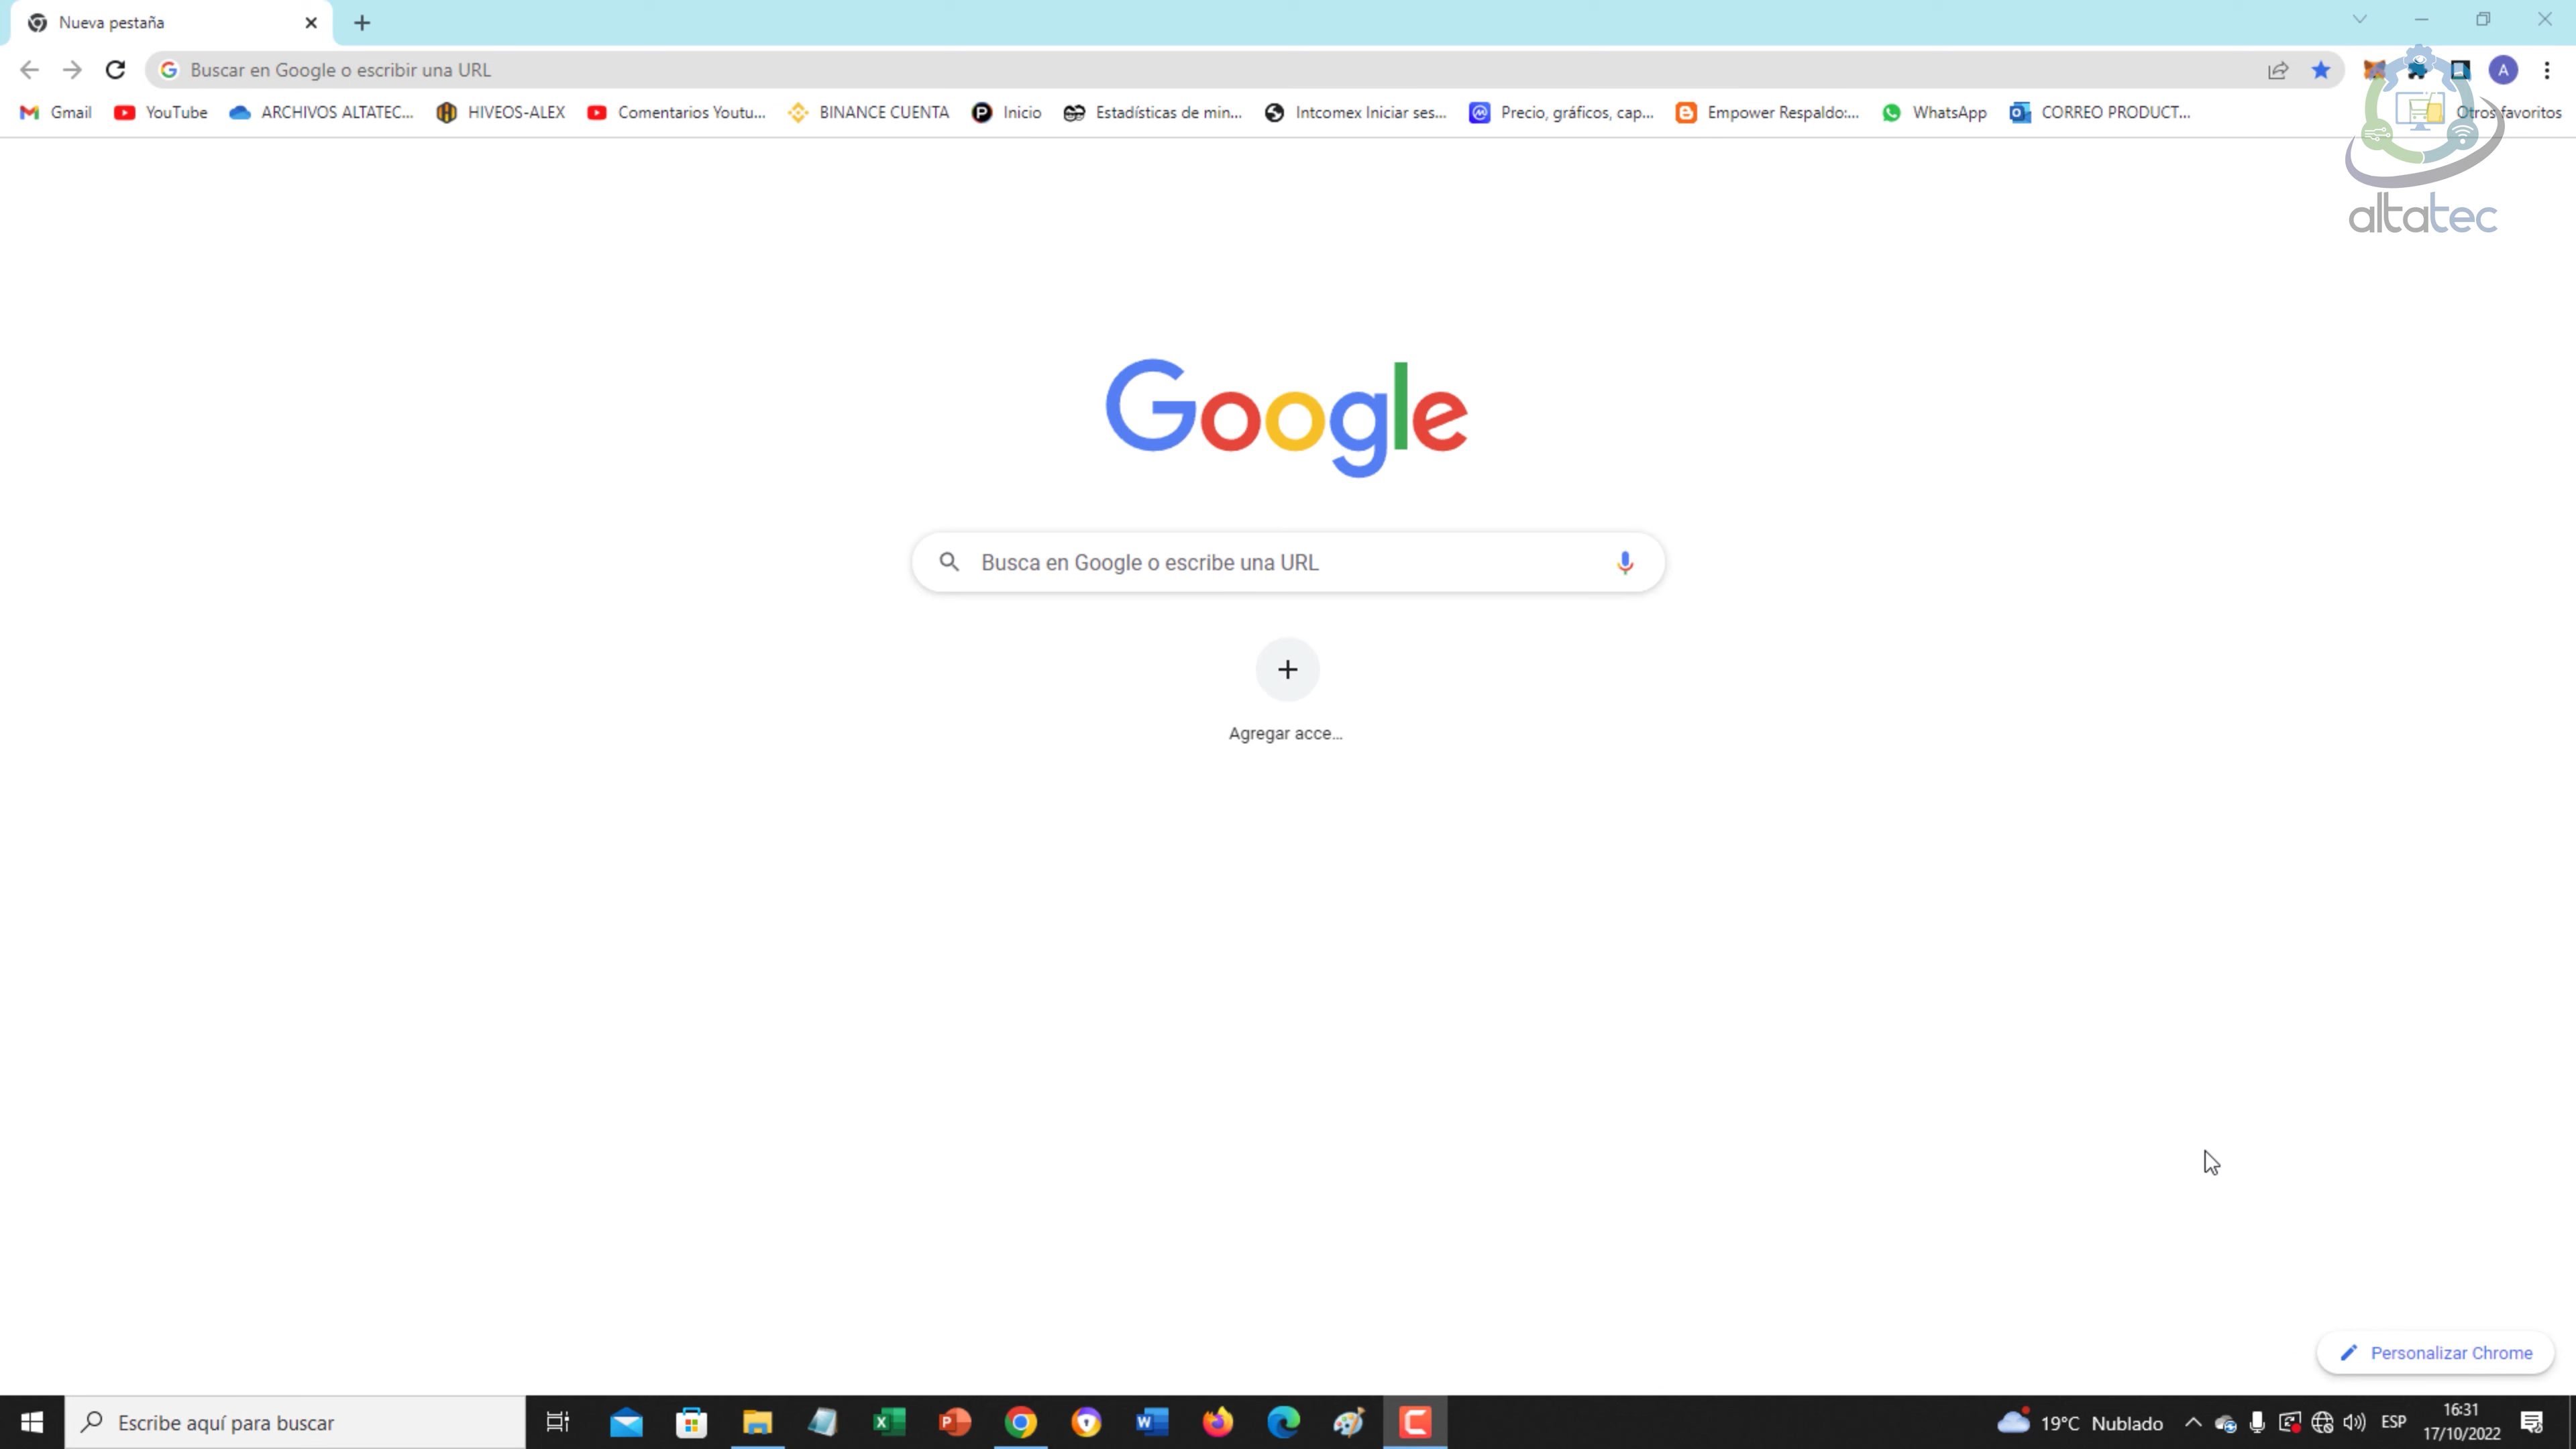 Nueva pestaña
Buscar en Google o escribir una URL
A
Gmail YouTube ARCHIVOS ALTATEC... HIVEOS-ALEX Comentarios Youtu... BINANCE CUENTA Inicio Estadísticas de min... Intcomex Iniciar ses... Precio, gráficos, cap... Empower Respaldo:... WhatsApp CORREO PRODUCT... Otros favoritos
altatec
Google
Busca en Google o escribe una URL
Agregar acce...
Personalizar Chrome
Escribe aquí para buscar
19°C Nublado
ESP
16:31
17/10/2022